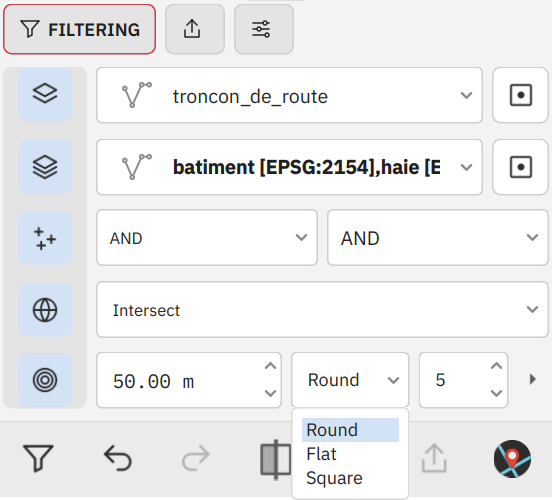 FILTERING
troncon_de_route
batiment [EPSG:2154],haie [E
AND AND
Intersect
50.00 m Round 5
Round
Flat
Square